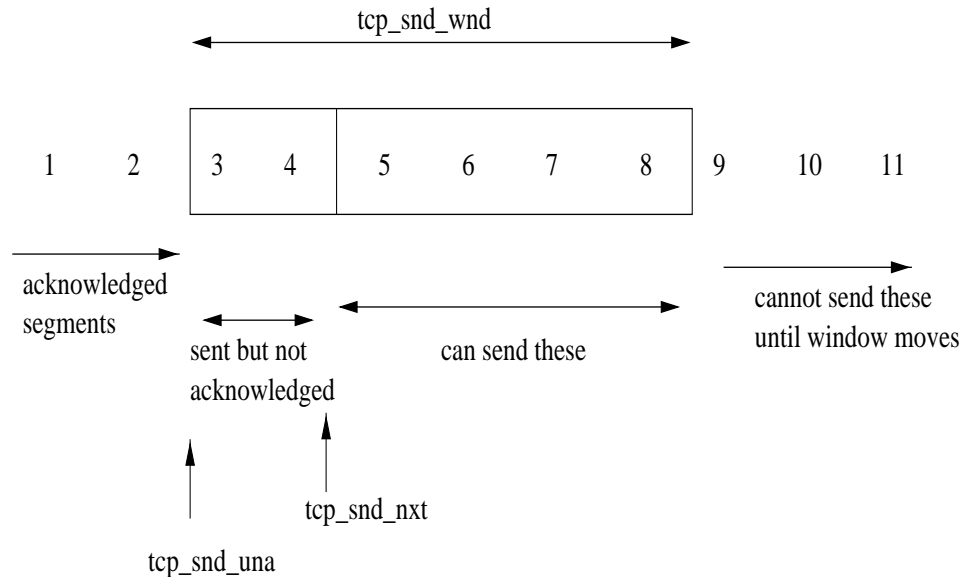 tcp_snd_wnd
1 2 3 4 5 6 7 8 9 10 11
acknowledged
segments
sent but not
acknowledged
can send these
cannot send these
until window moves
tcp_snd_nxt
tcp_snd_una